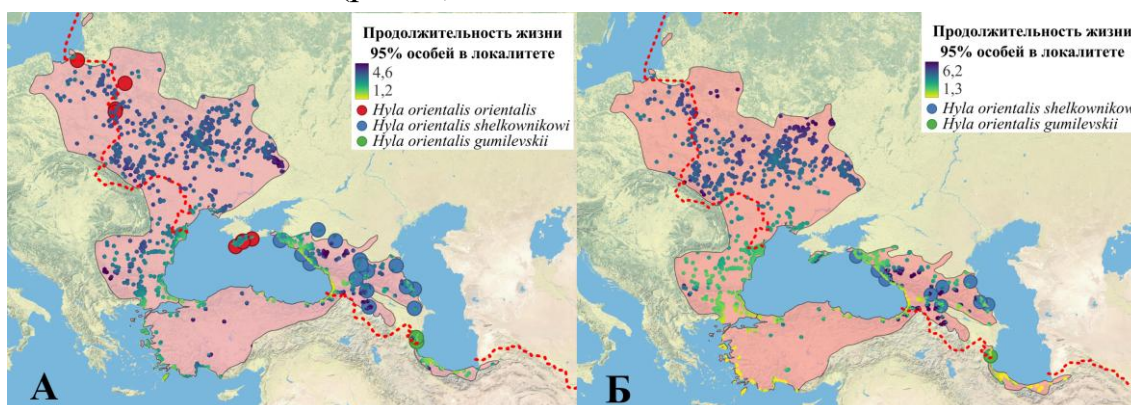 Продолжительность жизни
95% особей в локалитете
4,6
1,2
Hyla orientalis orientalis
Hyla orientalis shelkownikowi
Hyla orientalis gumilevskii
А
Продолжительность жизни
95% особей в локалитете
6,2
1,3
Hyla orientalis shelkownikow
Hyla orientalis gumilevskii
Б